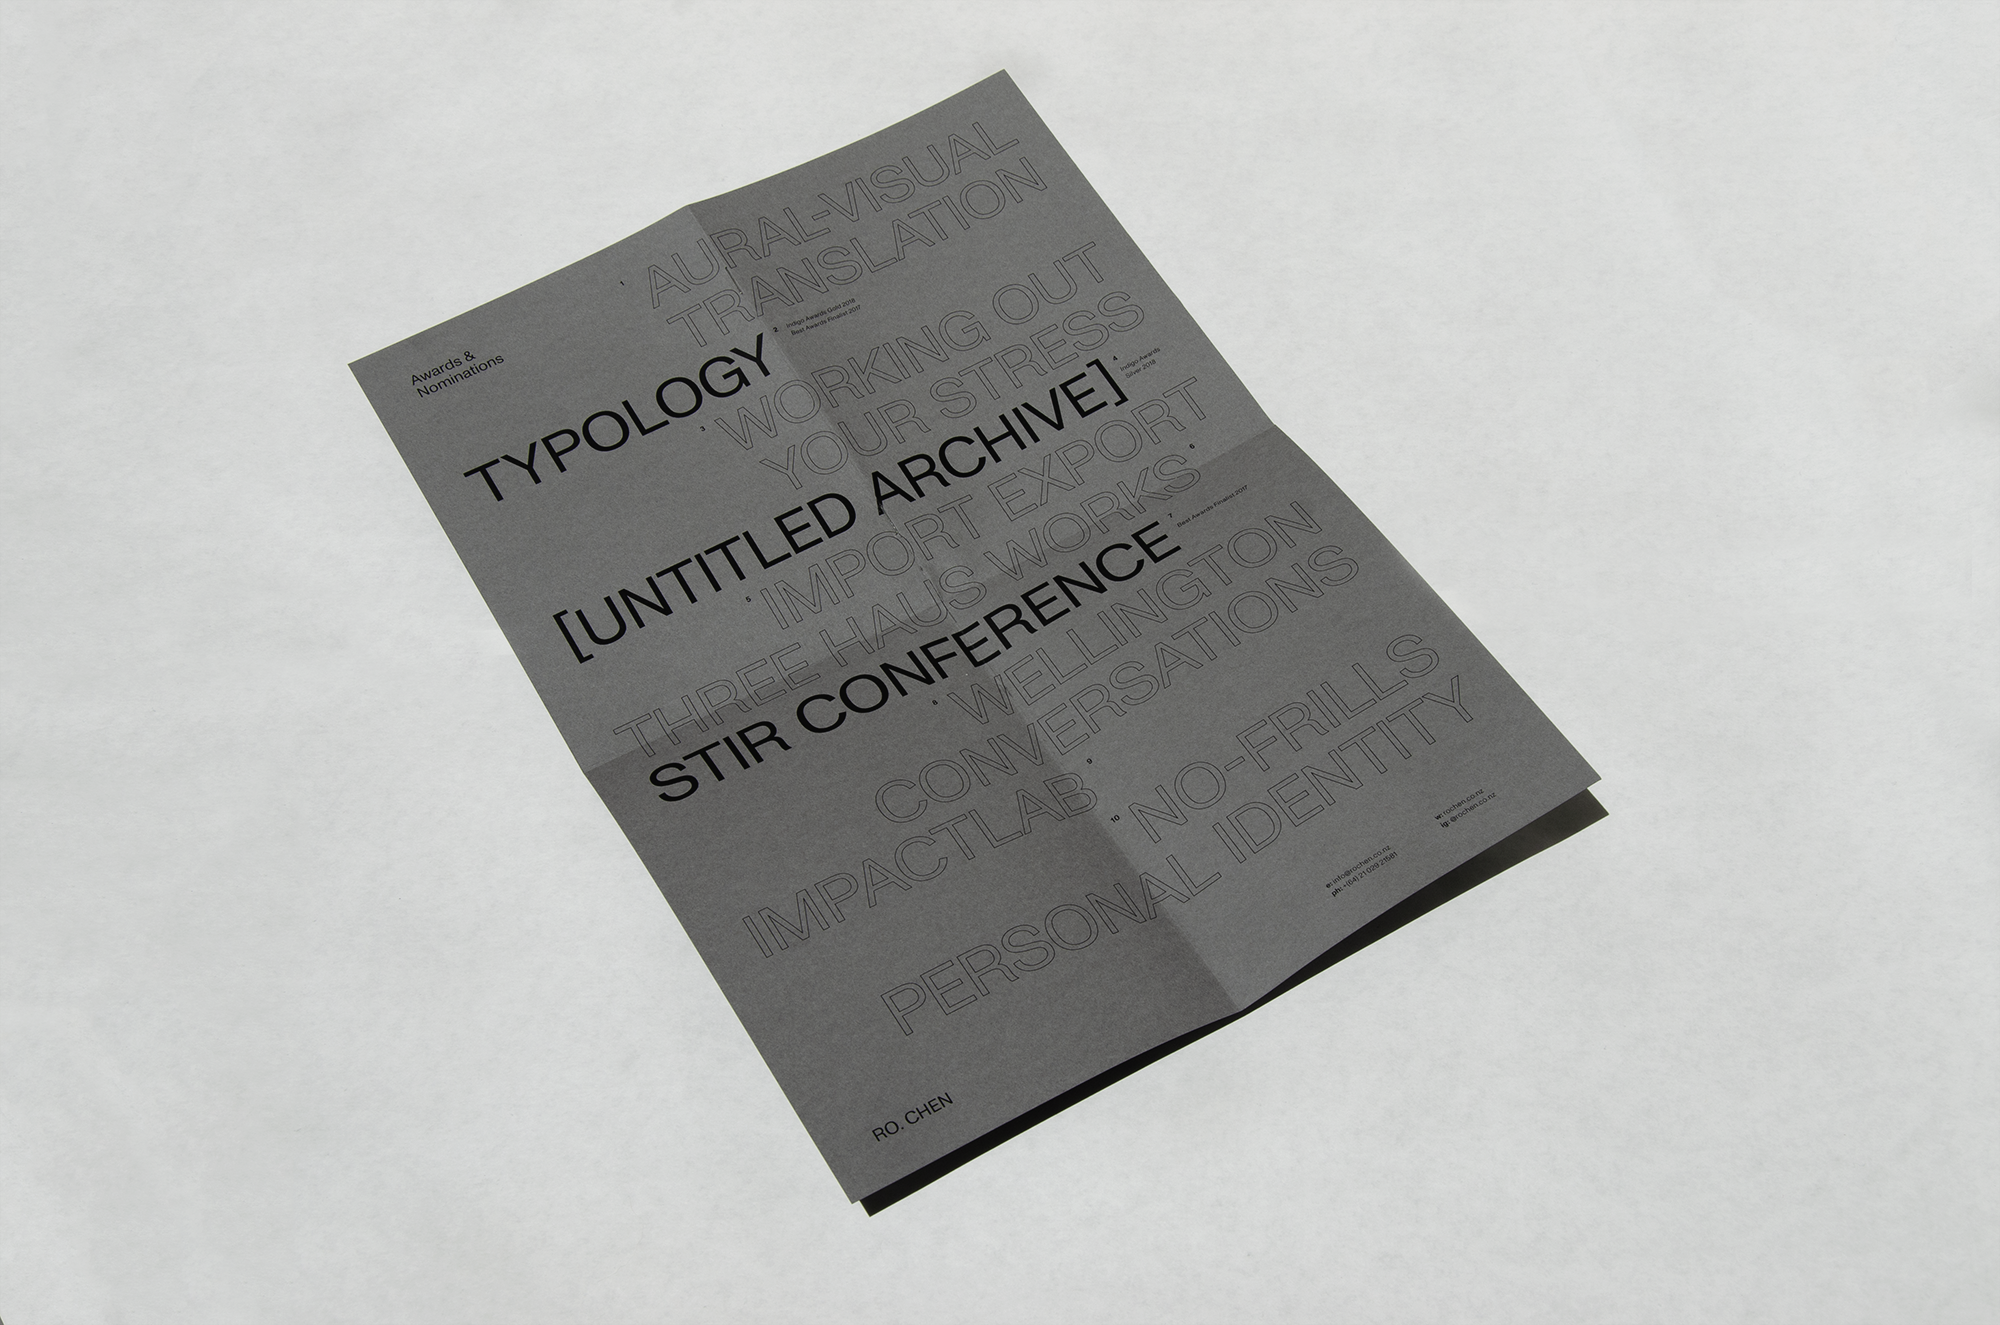 Awards &
Nominations
1
AURAL-VISUAL
TRANSLATION
TYPOLOGY
2
Indigo Awards Gold 2018
Best Awards Finalist 2017
3
WORKING OUT
YOUR STRESS
[UNTITLED ARCHIVE]
4
Indigo Awards
Silver 2018
5
IMPORT EXPORT
THREE HAUS WORKS
6
STIR CONFERENCE
7
Best Awards Finalist 2017
8
WELLINGTON
CONVERSATIONS
IMPACTLAB
9
10
NO-FRILLS
PERSONAL IDENTITY
RO. CHEN
e: info@rochen.co.nz
ph: +(64) 21 029 21581
w: rochen.co.nz
ig: @rochen.co.nz